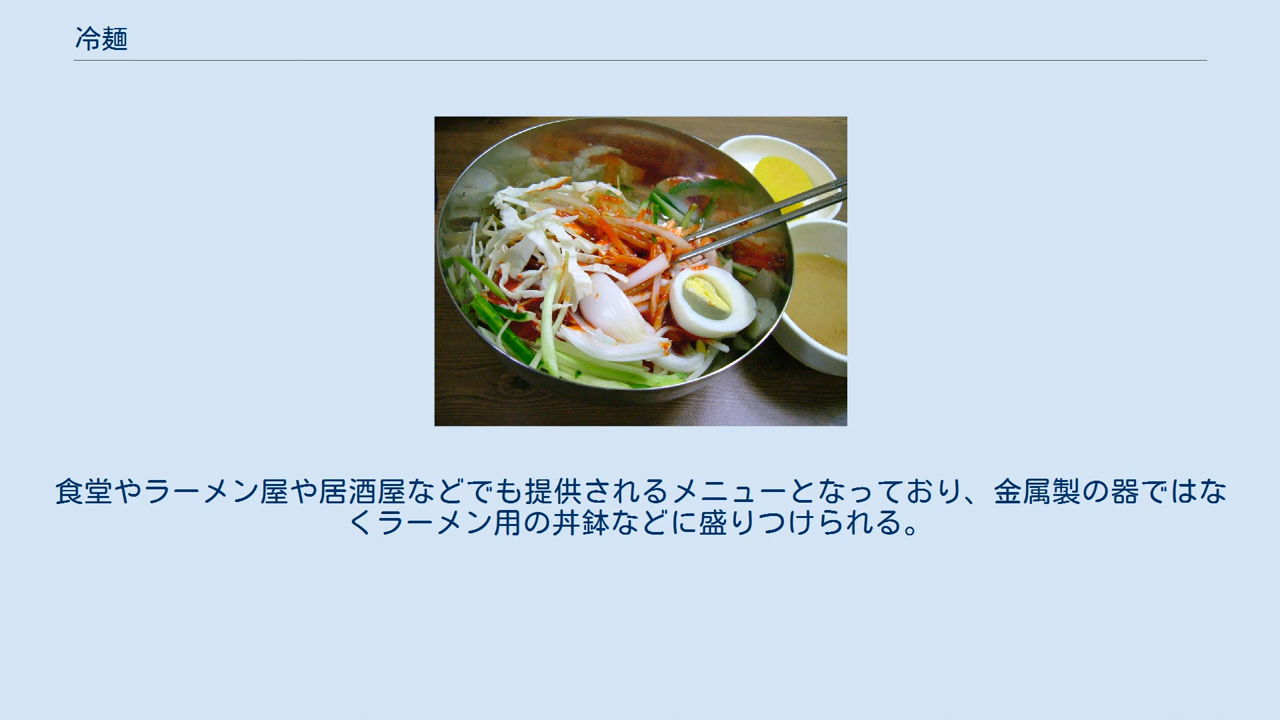 冷麺
食堂やラーメン屋や居酒屋などでも提供されるメニューとなっており、金属製の器ではな
くラーメン用の丼鉢などに盛りつけられる。